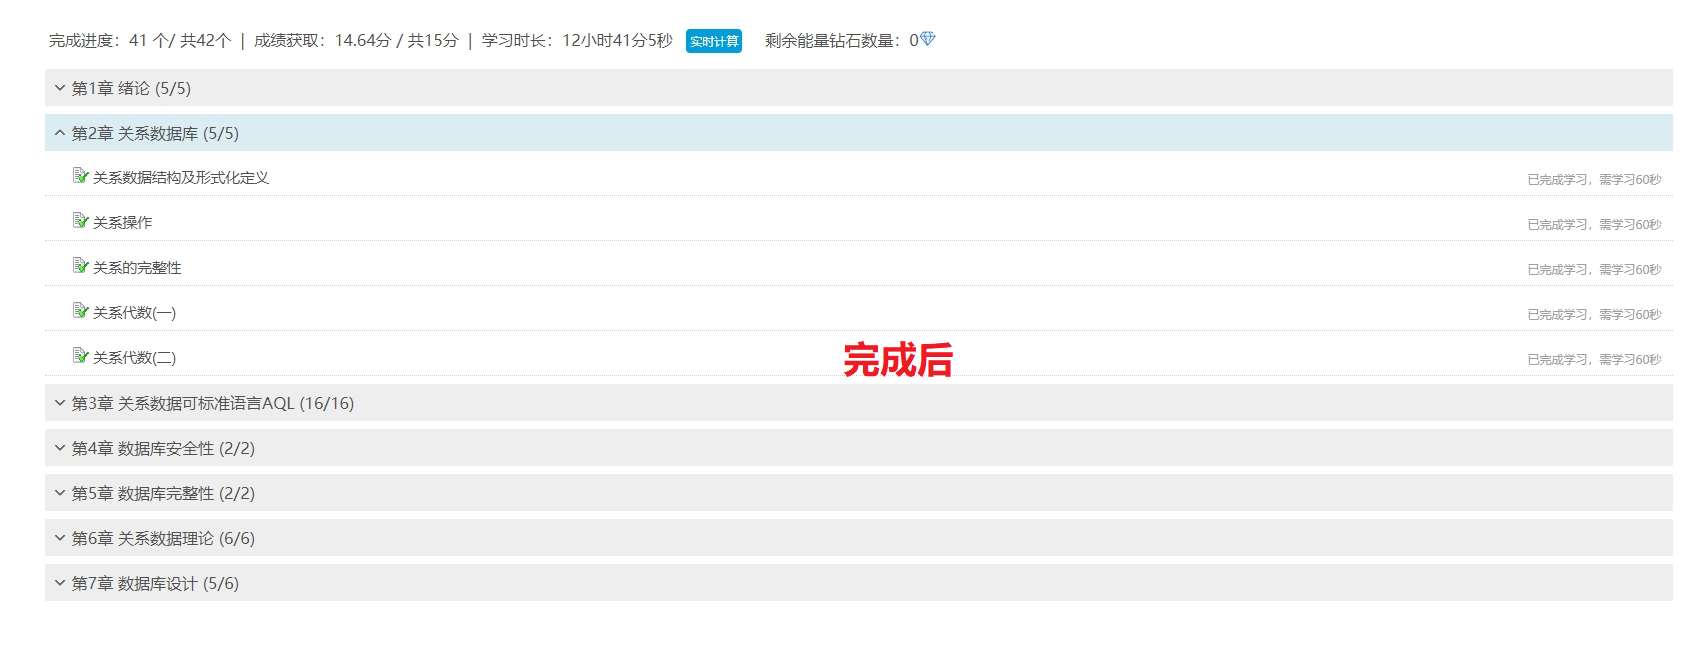 完成进度：41 个/ 共42个 | 成绩获取：14.64分 / 共15分 | 学习时长：12小时41分5秒 实时计算 剩余能量钻石数量：0
第1章 绪论 (5/5)
第2章 关系数据库 (5/5)
关系数据结构及形式化定义 已完成学习，需学习60秒
关系操作 已完成学习，需学习60秒
关系的完整性 已完成学习，需学习60秒
关系代数(一) 已完成学习，需学习60秒
关系代数(二) 已完成学习，需学习60秒
完成后
第3章 关系数据可标准语言AQL (16/16)
第4章 数据库安全性 (2/2)
第5章 数据库完整性 (2/2)
第6章 关系数据理论 (6/6)
第7章 数据库设计 (5/6)